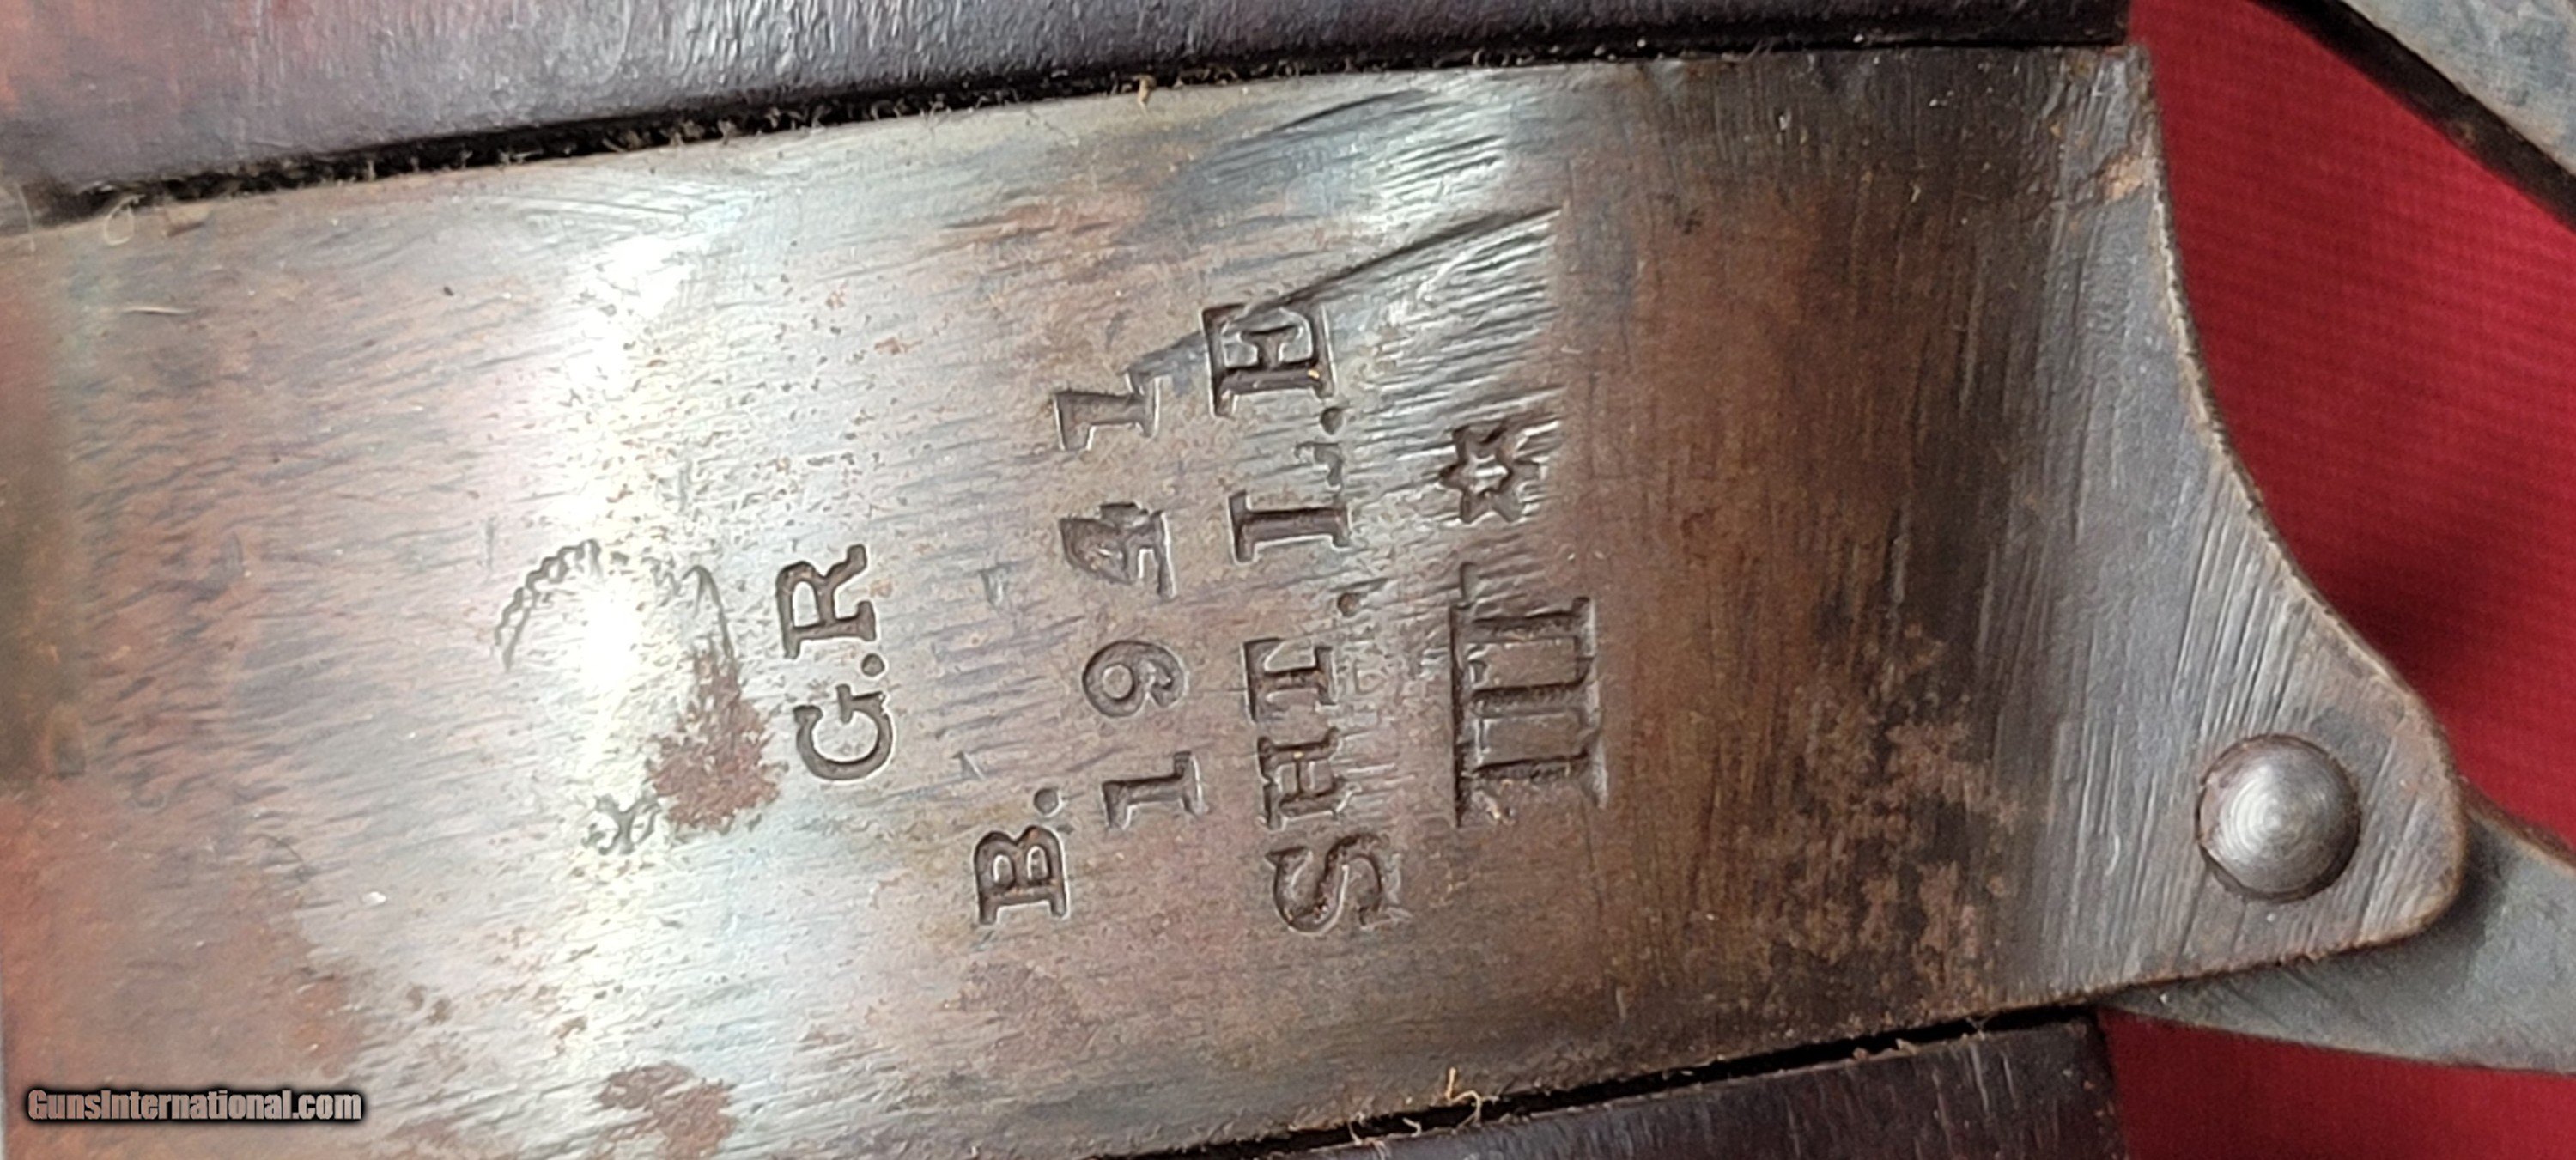 G.R
B.
1941
SHT. L.E
III ☆
GunsInternational.com